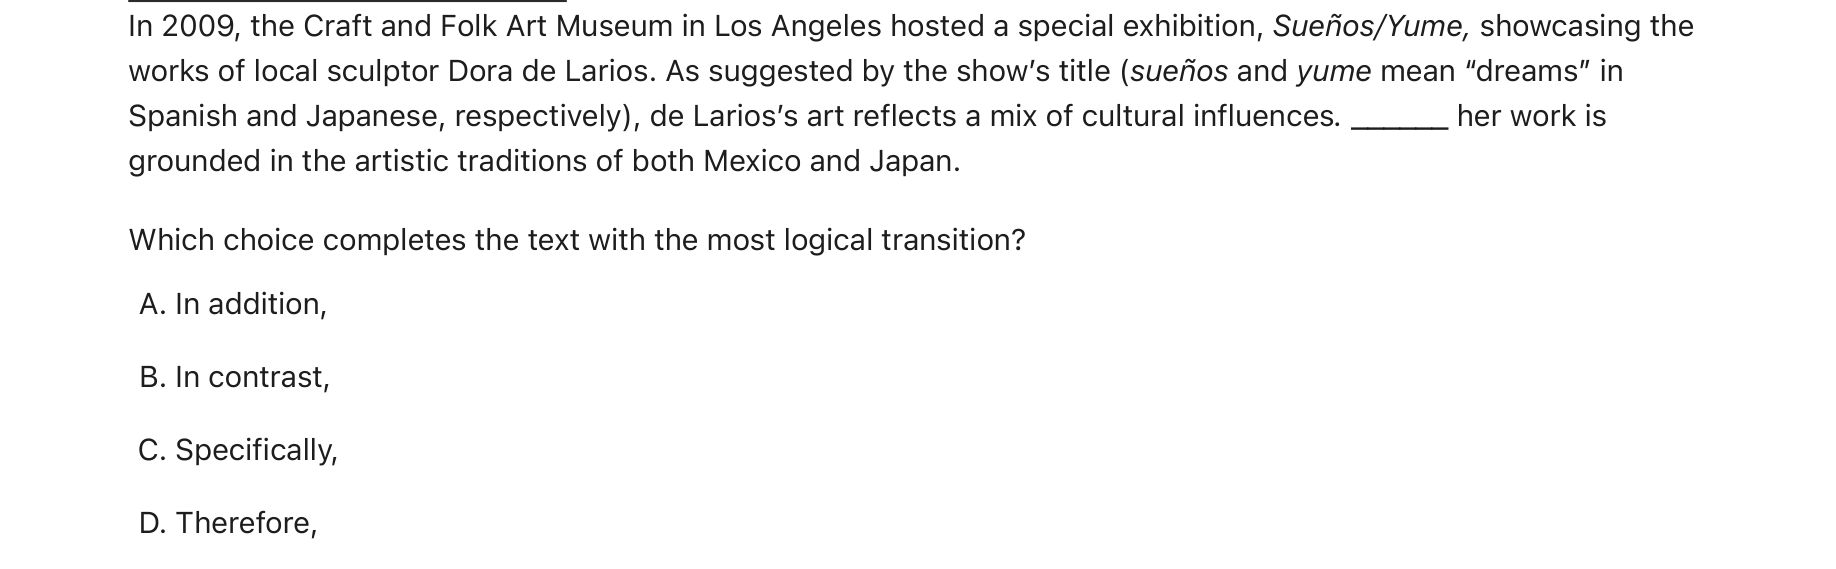 In 2009, the Craft and Folk Art Museum in Los Angeles hosted a special exhibition, Sueños/Yume, showcasing the
works of local sculptor Dora de Larios. As suggested by the show’s title (sueños and yume mean “dreams” in
Spanish and Japanese, respectively), de Larios’s art reflects a mix of cultural influences. ______ her work is
grounded in the artistic traditions of both Mexico and Japan.
Which choice completes the text with the most logical transition?
A. In addition,
B. In contrast,
C. Specifically,
D. Therefore,